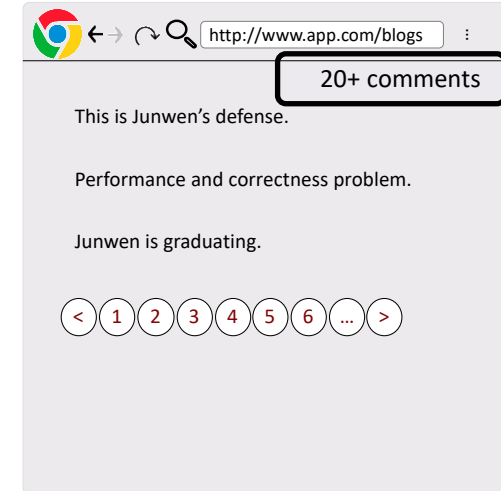 http://www.app.com/blogs
20+ comments
This is Junwen’s defense.
Performance and correctness problem.
Junwen is graduating.
< 1 2 3 4 5 6 … >